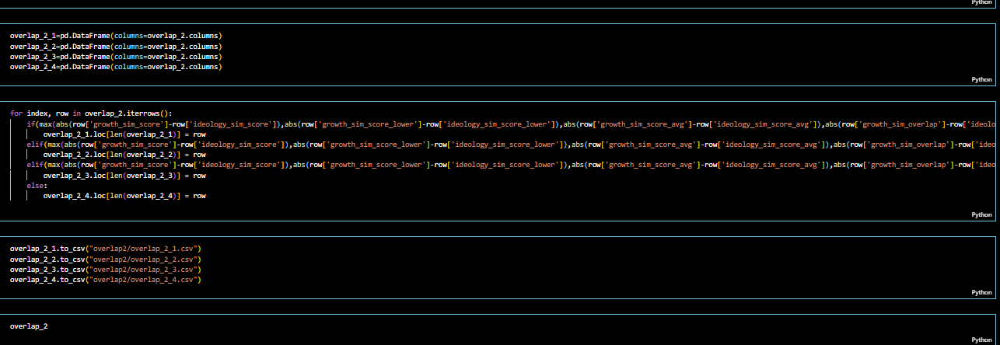 Python
overlap_2_1=pd.DataFrame(columns=overlap_2.columns)
overlap_2_2=pd.DataFrame(columns=overlap_2.columns)
overlap_2_3=pd.DataFrame(columns=overlap_2.columns)
overlap_2_4=pd.DataFrame(columns=overlap_2.columns)
Python
for index, row in overlap_2.iterrows():
    if(max(abs(row['growth_sim_score']-row['ideology_sim_score']),abs(row['growth_sim_score_lower']-row['ideology_sim_score_lower']),abs(row['growth_sim_score_avg']-row['ideology_sim_score_avg']),abs(row['growth_sim_overlap']-row['ideolo
        overlap_2_1.loc[len(overlap_2_1)] = row
    elif(max(abs(row['growth_sim_score']-row['ideology_sim_score']),abs(row['growth_sim_score_lower']-row['ideology_sim_score_lower']),abs(row['growth_sim_score_avg']-row['ideology_sim_score_avg']),abs(row['growth_sim_overlap']-row['ideo
        overlap_2_2.loc[len(overlap_2_2)] = row
    elif(max(abs(row['growth_sim_score']-row['ideology_sim_score']),abs(row['growth_sim_score_lower']-row['ideology_sim_score_lower']),abs(row['growth_sim_score_avg']-row['ideology_sim_score_avg']),abs(row['growth_sim_overlap']-row['ideo
        overlap_2_3.loc[len(overlap_2_3)] = row
    else:
        overlap_2_4.loc[len(overlap_2_4)] = row
Python
overlap_2_1.to_csv("overlap2/overlap_2_1.csv")
overlap_2_2.to_csv("overlap2/overlap_2_2.csv")
overlap_2_3.to_csv("overlap2/overlap_2_3.csv")
overlap_2_4.to_csv("overlap2/overlap_2_4.csv")
Python
overlap_2
Python